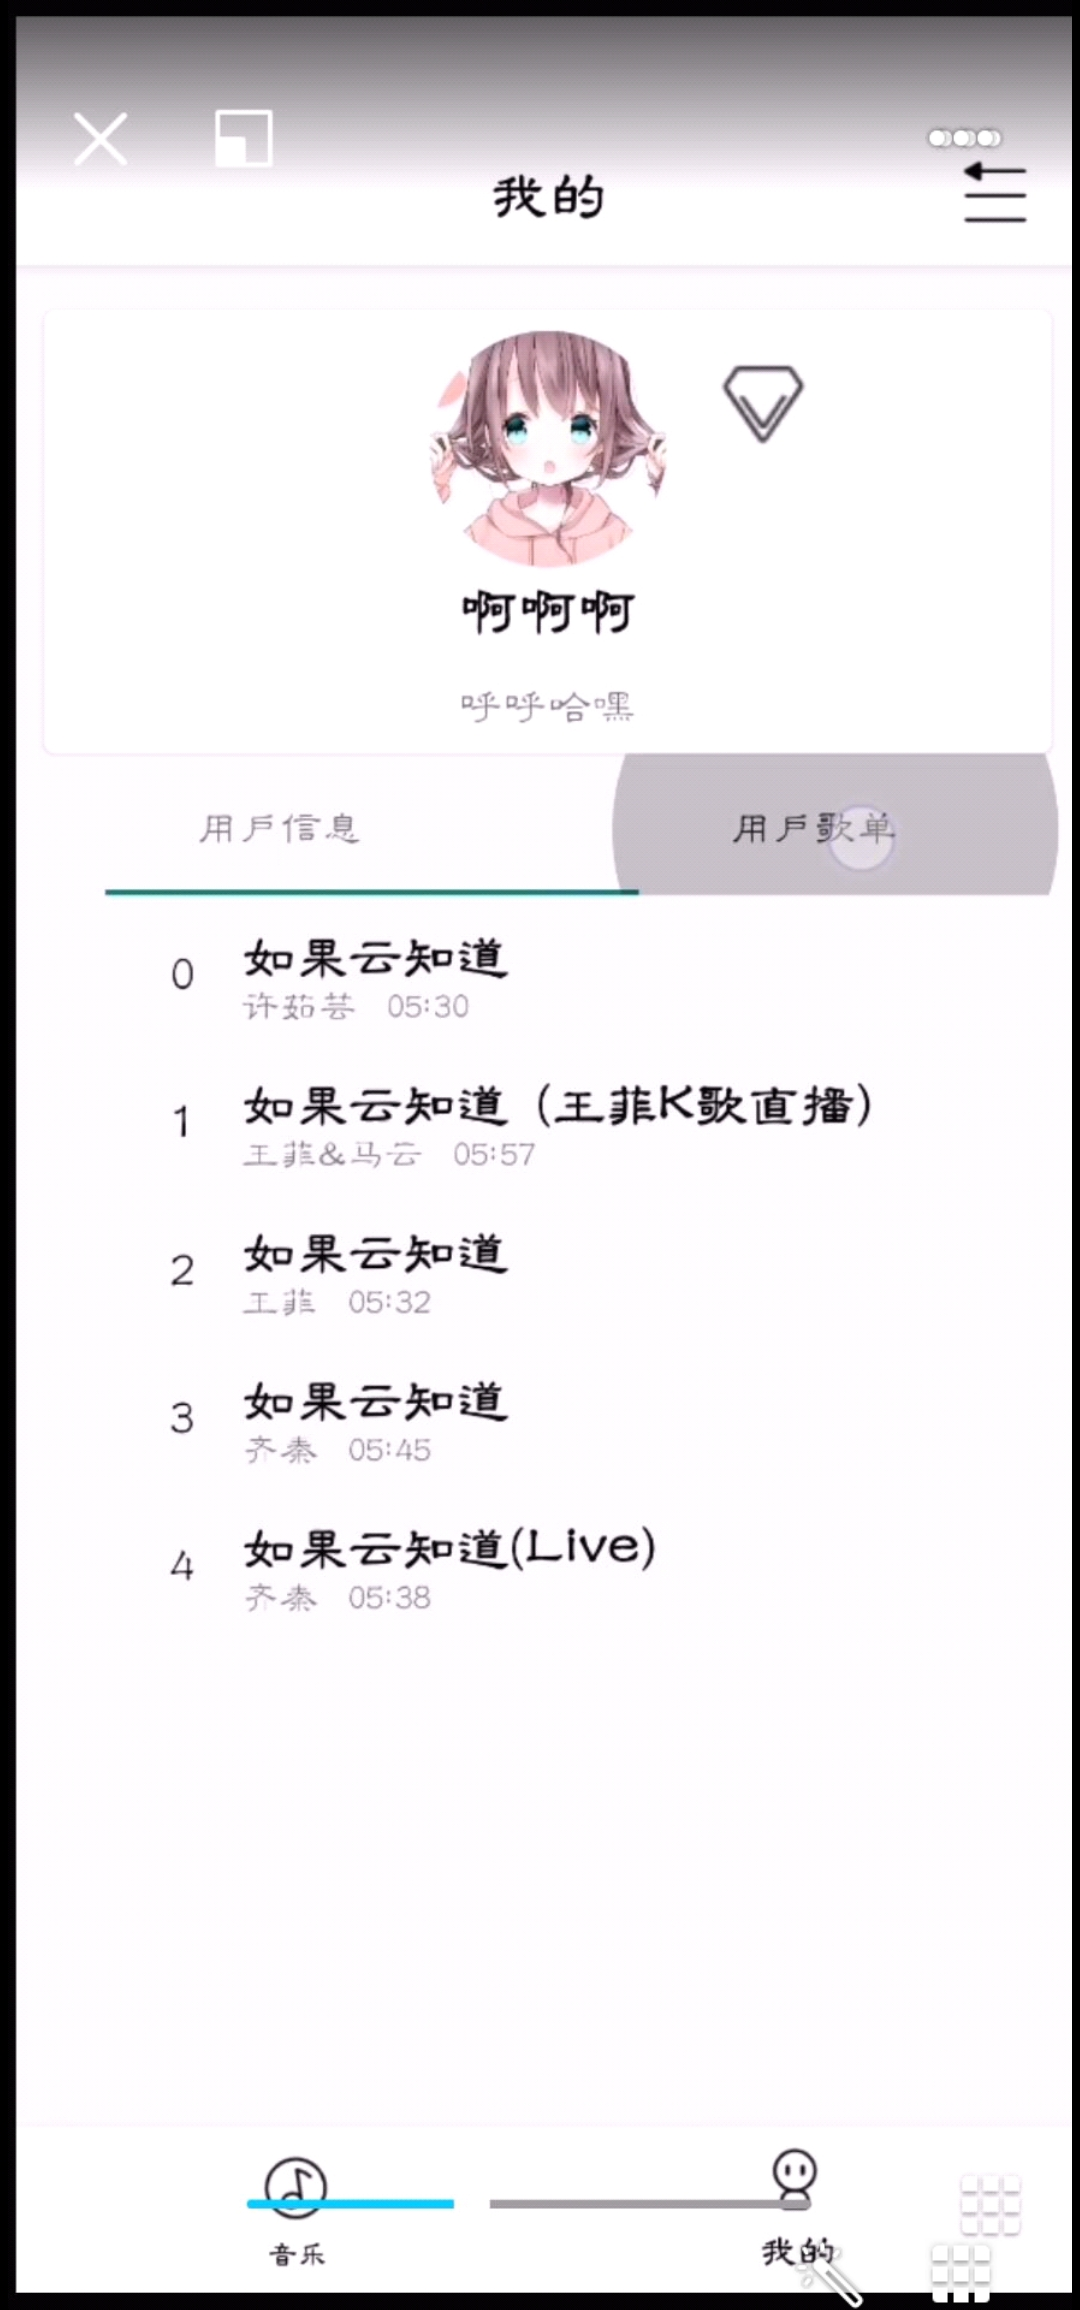 我的
啊啊啊
呼呼哈嘿
用户信息 用户歌单
0 如果云知道
许茹芸 05:30
1 如果云知道（王菲K歌直播）
王菲&马云 05:57
2 如果云知道
王菲 05:32
3 如果云知道
齐秦 05:45
4 如果云知道(Live)
齐秦 05:38
音乐 我的